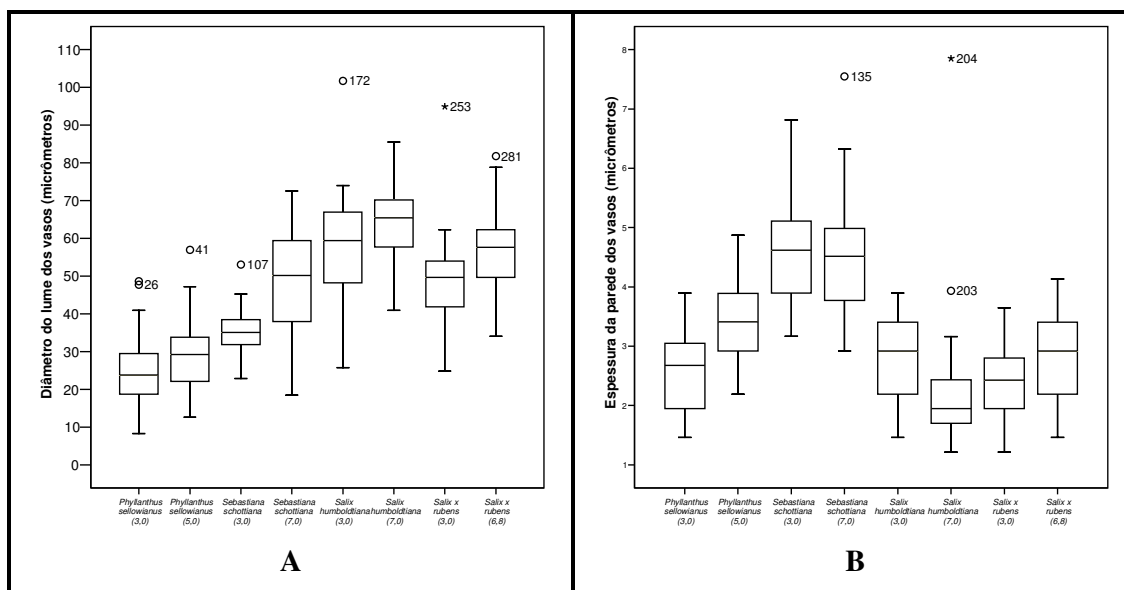 Diâmetro do lume dos vasos (micrômetros)
110
100
90
80
70
60
50
40
30
20
10
0
26
41
107
172
253
281
Phyllanthus sellowianus (3,0)
Phyllanthus sellowianus (5,0)
Sebastiana schottiana (3,0)
Sebastiana schottiana (7,0)
Salix humboldtiana (3,0)
Salix humboldtiana (7,0)
Salix x rubens (3,0)
Salix x rubens (6,8)
A
Espessura da parede dos vasos (micrômetros)
8
7
6
5
4
3
2
1
135
204
203
Phyllanthus sellowianus (3,0)
Phyllanthus sellowianus (5,0)
Sebastiana schottiana (3,0)
Sebastiana schottiana (7,0)
Salix humboldtiana (3,0)
Salix humboldtiana (7,0)
Salix x rubens (3,0)
Salix x rubens (6,8)
B